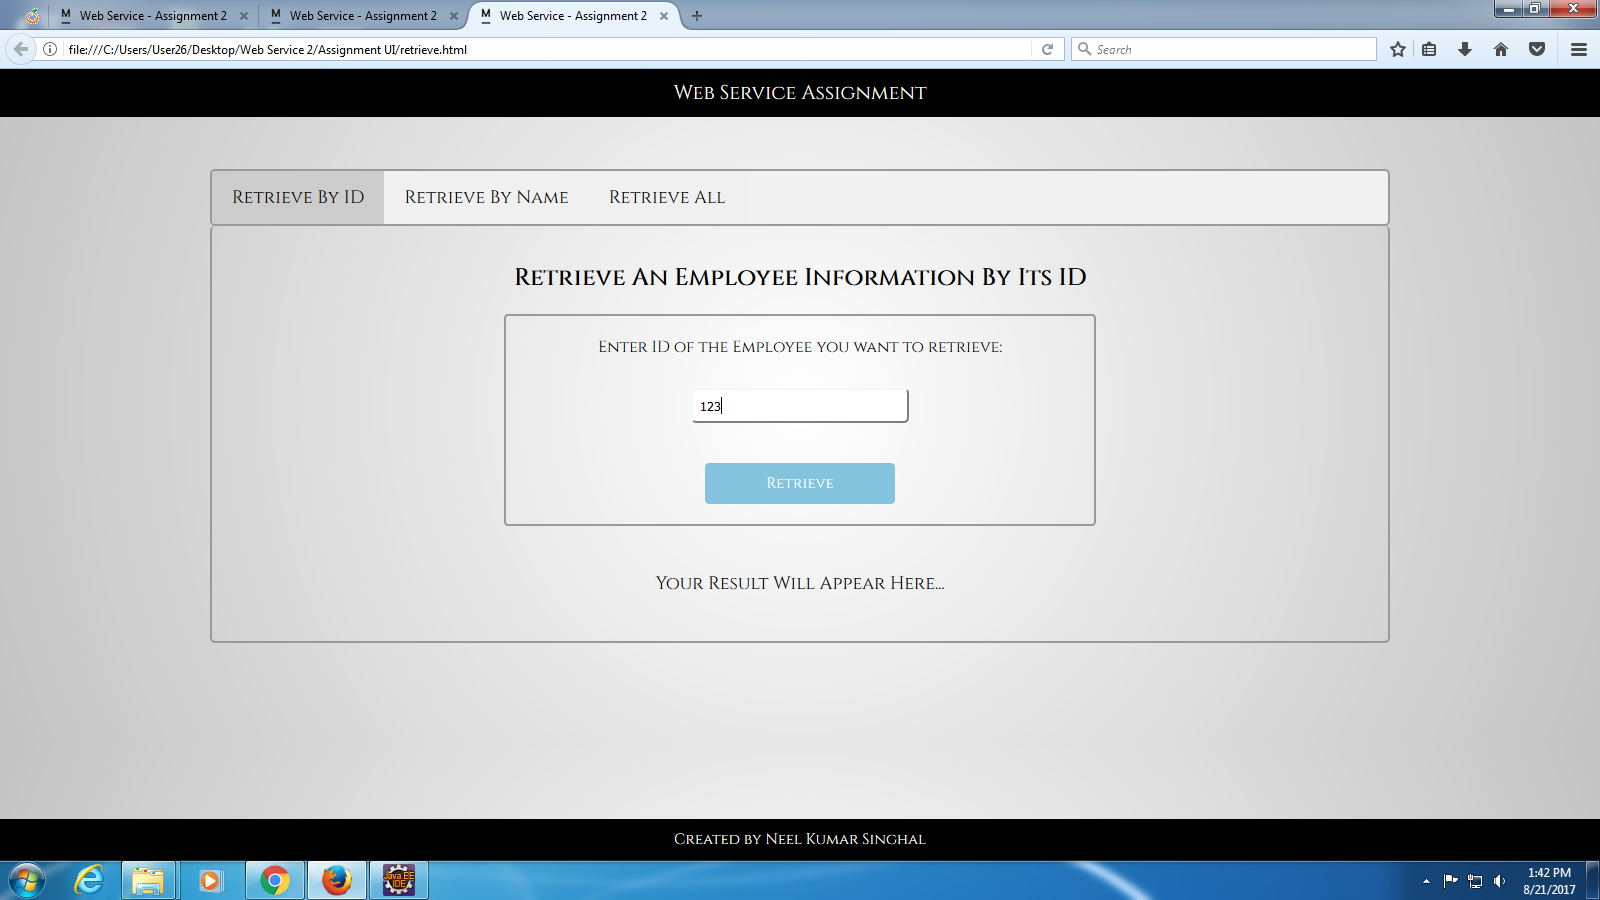 M Web Service - Assignment 2
M Web Service - Assignment 2
M Web Service - Assignment 2
file:///C:/Users/User26/Desktop/Web Service 2/Assignment UI/retrieve.html
Search
Web Service Assignment
Retrieve By ID
Retrieve By Name
Retrieve All
Retrieve An Employee Information By Its ID
Enter ID of the Employee you want to retrieve:
123
Retrieve
Your Result Will Appear Here...
Created by Neel Kumar Singhal
Java EE
IDE
1:42 PM
8/21/2017